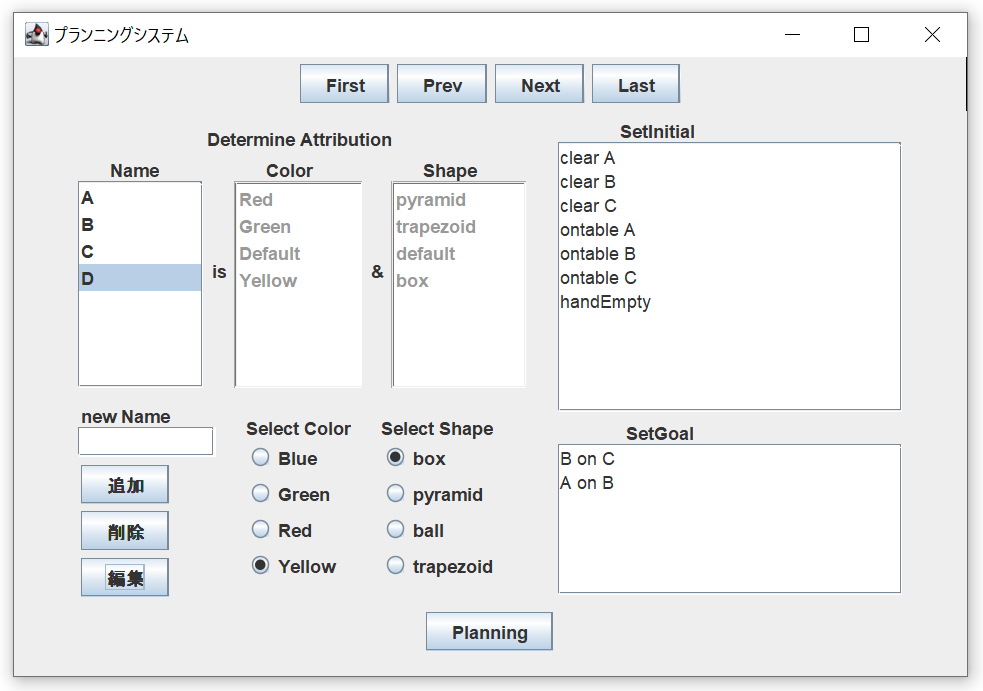 プランニングシステム
First Prev Next Last
Determine Attribution
Name Color Shape
A
B
C
D
is
Red
Green
Default
Yellow
&
pyramid
trapezoid
default
box
SetInitial
clear A
clear B
clear C
ontable A
ontable B
ontable C
handEmpty
new Name
追加
削除
編集
Select Color
Blue
Green
Red
Yellow
Select Shape
box
pyramid
ball
trapezoid
SetGoal
B on C
A on B
Planning